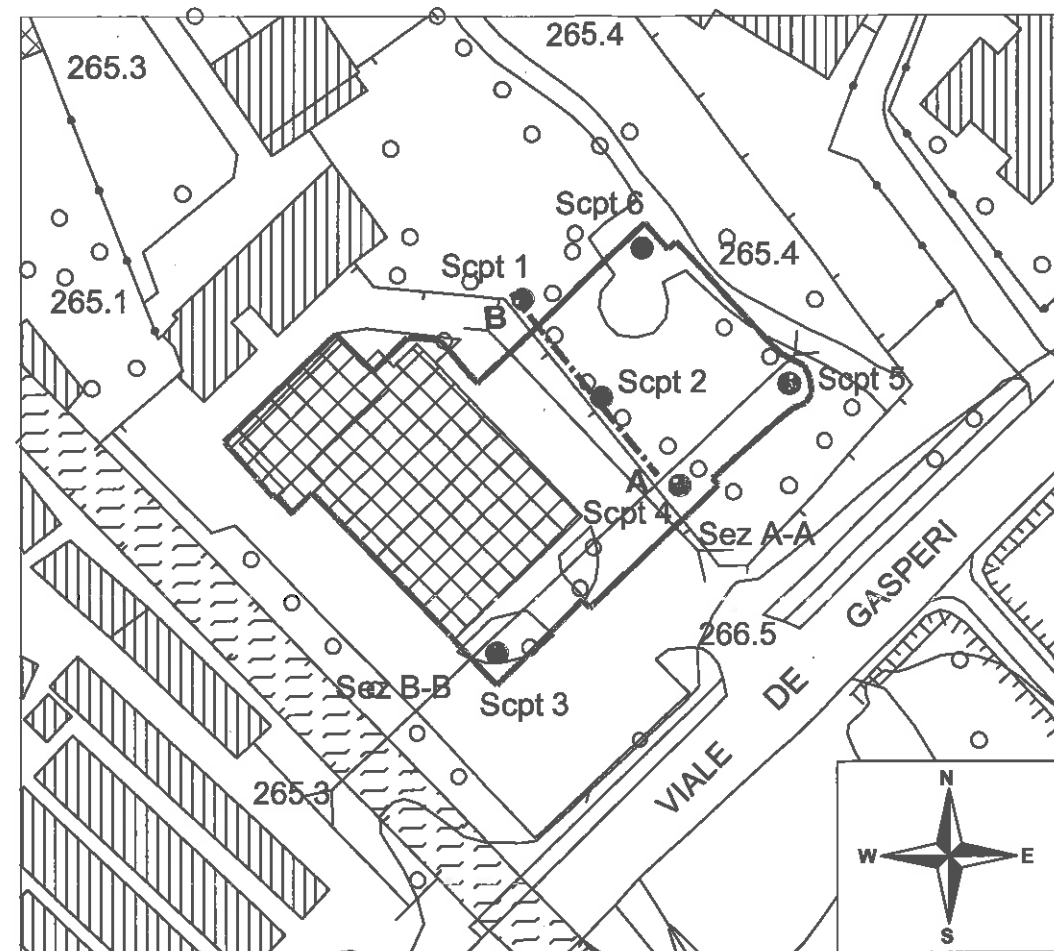 265.4
265.3
Scpt 6
265.4
Scpt 1
265.1
B
Scpt 2
Scpt 5
A
Scpt 4
Sez A-A
GASPERI
266.5
DE
Sez B-B
Scpt 3
VIALE
265.3
N
W
E
S